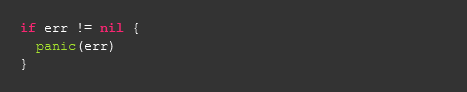 if err != nil {
  panic(err)
}